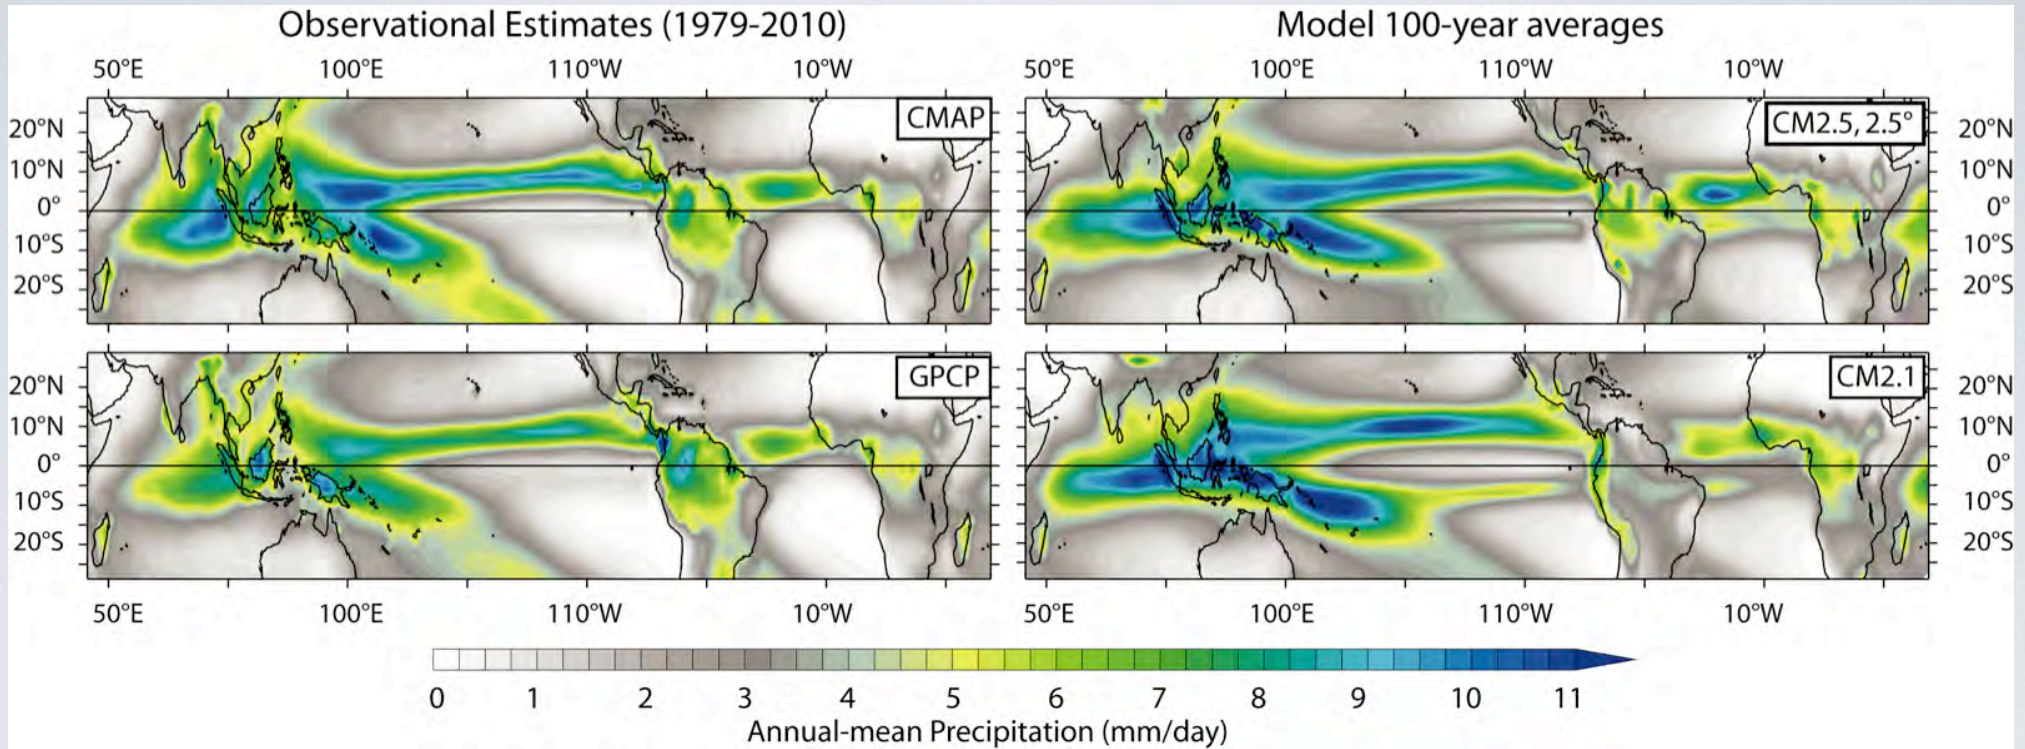 Observational Estimates (1979-2010)
Model 100-year averages
50°E 100°E 110°W 10°W
50°E 100°E 110°W 10°W
CMAP
CM2.5, 2.5°
20°N
10°N
0°
10°S
20°S
20°N
10°N
0°
10°S
20°S
GPCP
CM2.1
20°N
10°N
0°
10°S
20°S
20°N
10°N
0°
10°S
20°S
50°E 100°E 110°W 10°W
50°E 100°E 110°W 10°W
0 1 2 3 4 5 6 7 8 9 10 11
Annual-mean Precipitation (mm/day)